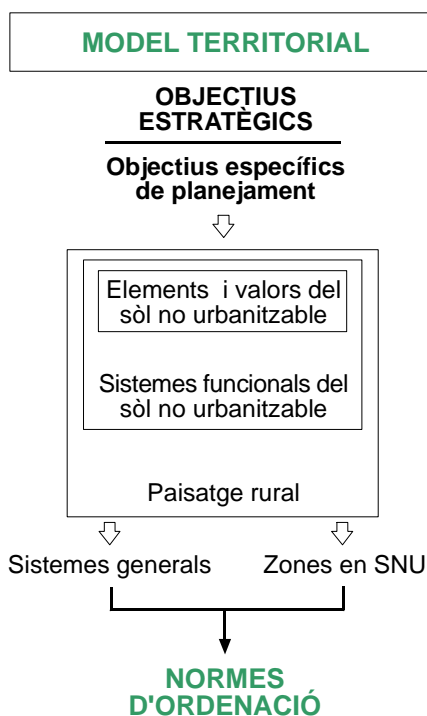 MODEL TERRITORIAL
OBJECTIUS
ESTRATÈGICS
Objectius específics
de planejament
Elements i valors del
sòl no urbanitzable
Sistemes funcionals del
sòl no urbanitzable
Paisatge rural
Sistemes generals
Zones en SNU
NORMES
D'ORDENACIÓ